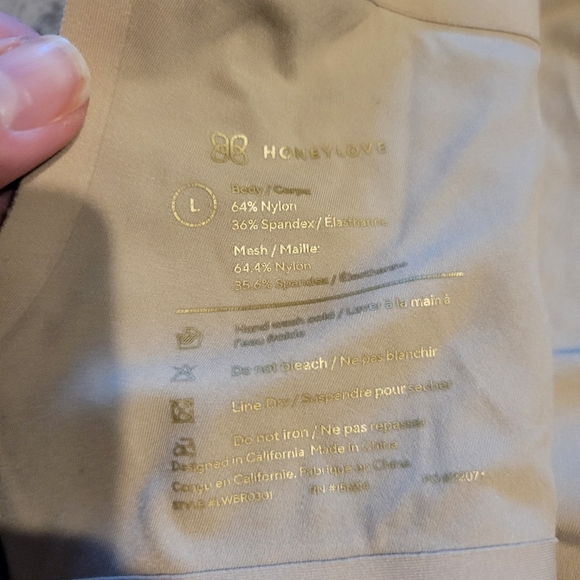 HONEYLOVE
L
Body / Corps
64% Nylon
36% Spandex / Élasthanne
Mesh / Maille:
64.4% Nylon
35.6% Spandex / Élasthanne
Hand wash cold / Laver à la main à
l'eau froide
Do not bleach / Ne pas blanchir
Line Dry / Suspendre pour sécher
Do not iron / Ne pas repasser
Designed in California Made in China
Conçu en Californie. Fabriqué en Chine